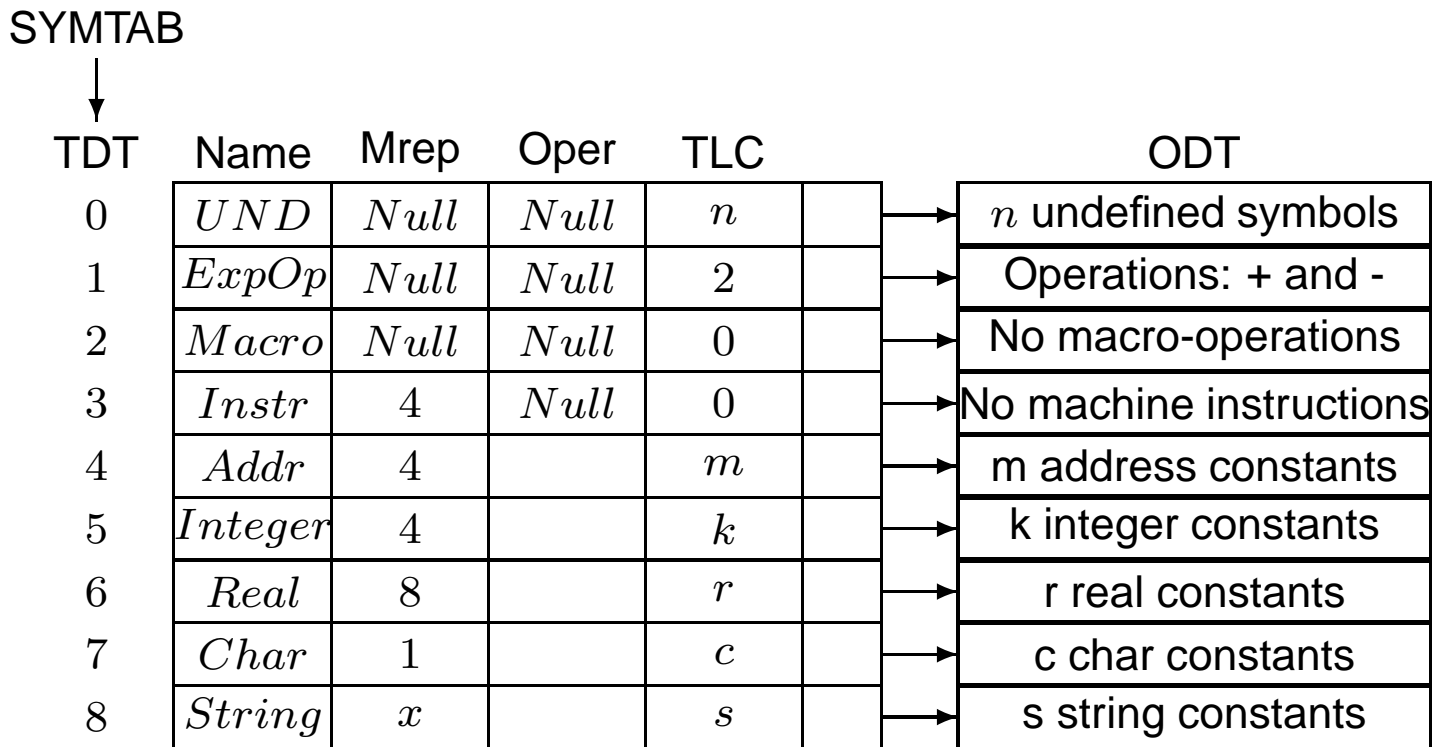 SYMTAB
TDT Name Mrep Oper TLC ODT
0 UND Null Null n n undefined symbols
1 ExpOp Null Null 2 Operations: + and -
2 Macro Null Null 0 No macro-operations
3 Instr 4 Null 0 No machine instructions
4 Addr 4 m m address constants
5 Integer 4 k k integer constants
6 Real 8 r r real constants
7 Char 1 c c char constants
8 String x s s string constants